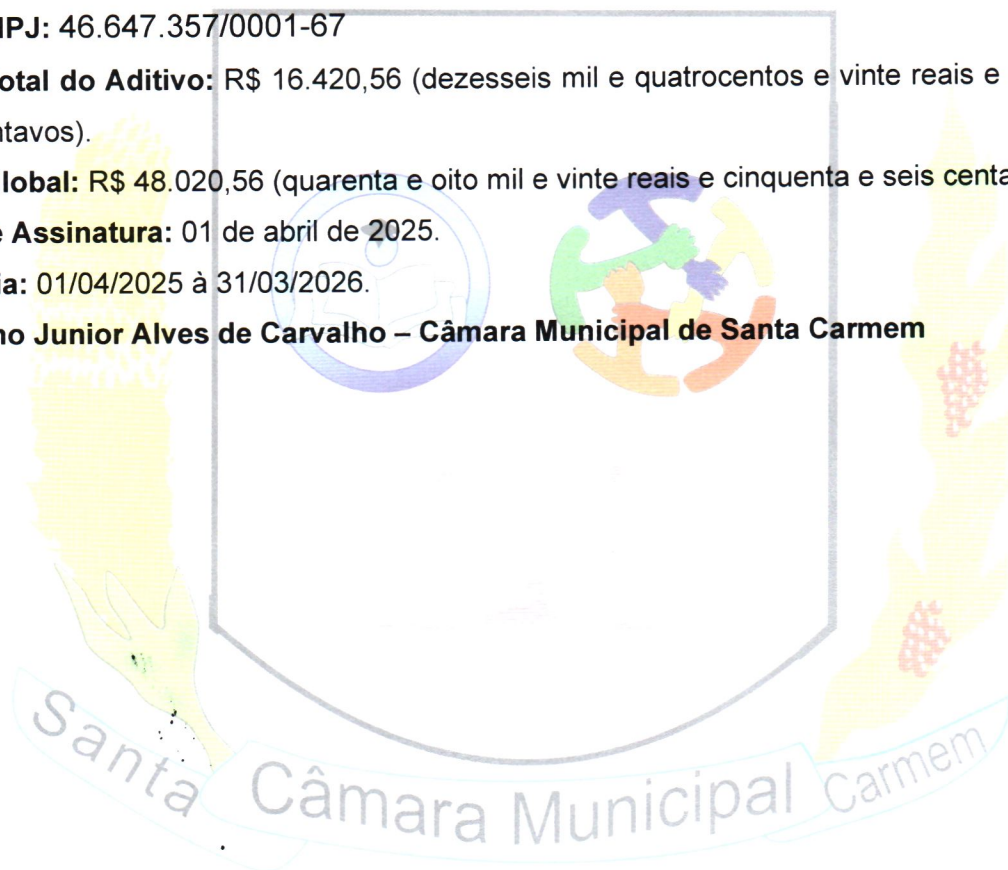 NPJ: 46.647.357/0001-67
otal do Aditivo: R$ 16.420,56 (dezesseis mil e quatrocentos e vinte reais e
ntavos).
lobal: R$ 48.020,56 (quarenta e oito mil e vinte reais e cinquenta e seis centa
e Assinatura: 01 de abril de 2025.
ia: 01/04/2025 à 31/03/2026.
no Junior Alves de Carvalho – Câmara Municipal de Santa Carmem
Santa Câmara Municipal Carmem